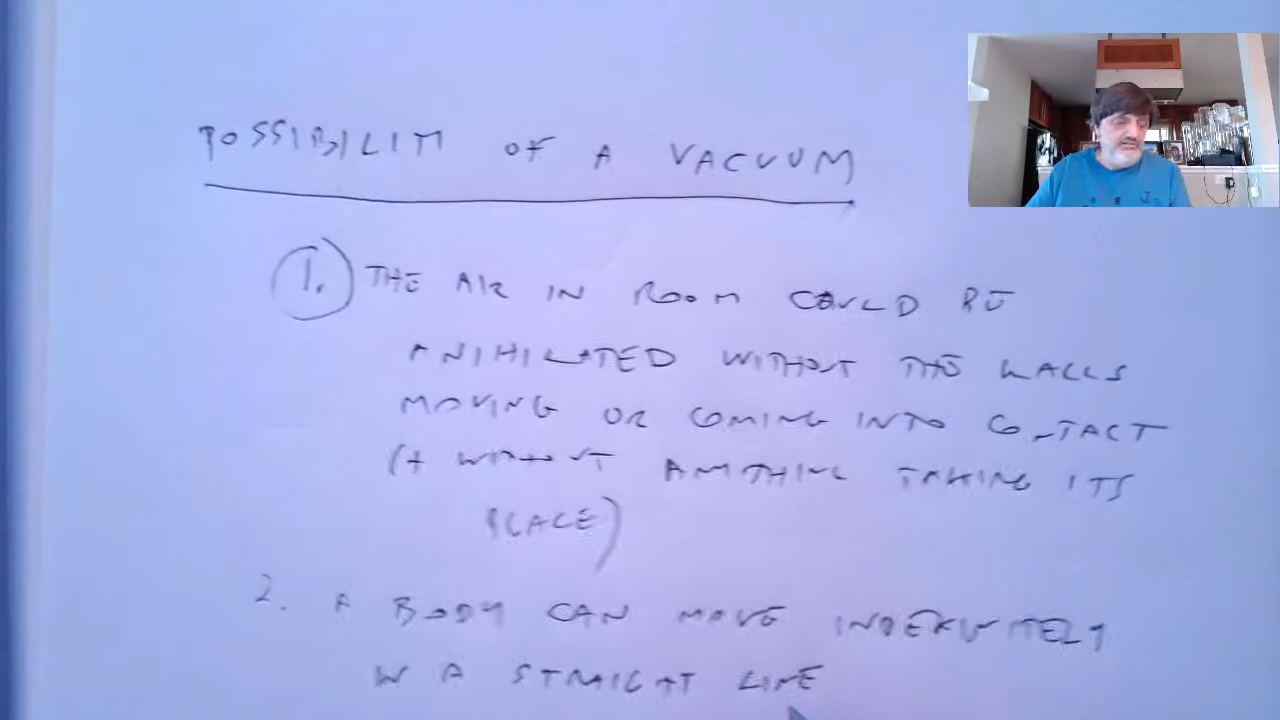 POSSIBILITY OF A VACUUM
1. THE AIR IN ROOM COULD BE
ANIHILATED WITHOUT THE WALLS
MOVING OR COMING INTO CONTACT
(+ WITHOUT ANYTHING TAKING ITS
PLACE)
2. A BODY CAN MOVE INDEFINITELY
IN A STRAIGHT LINE